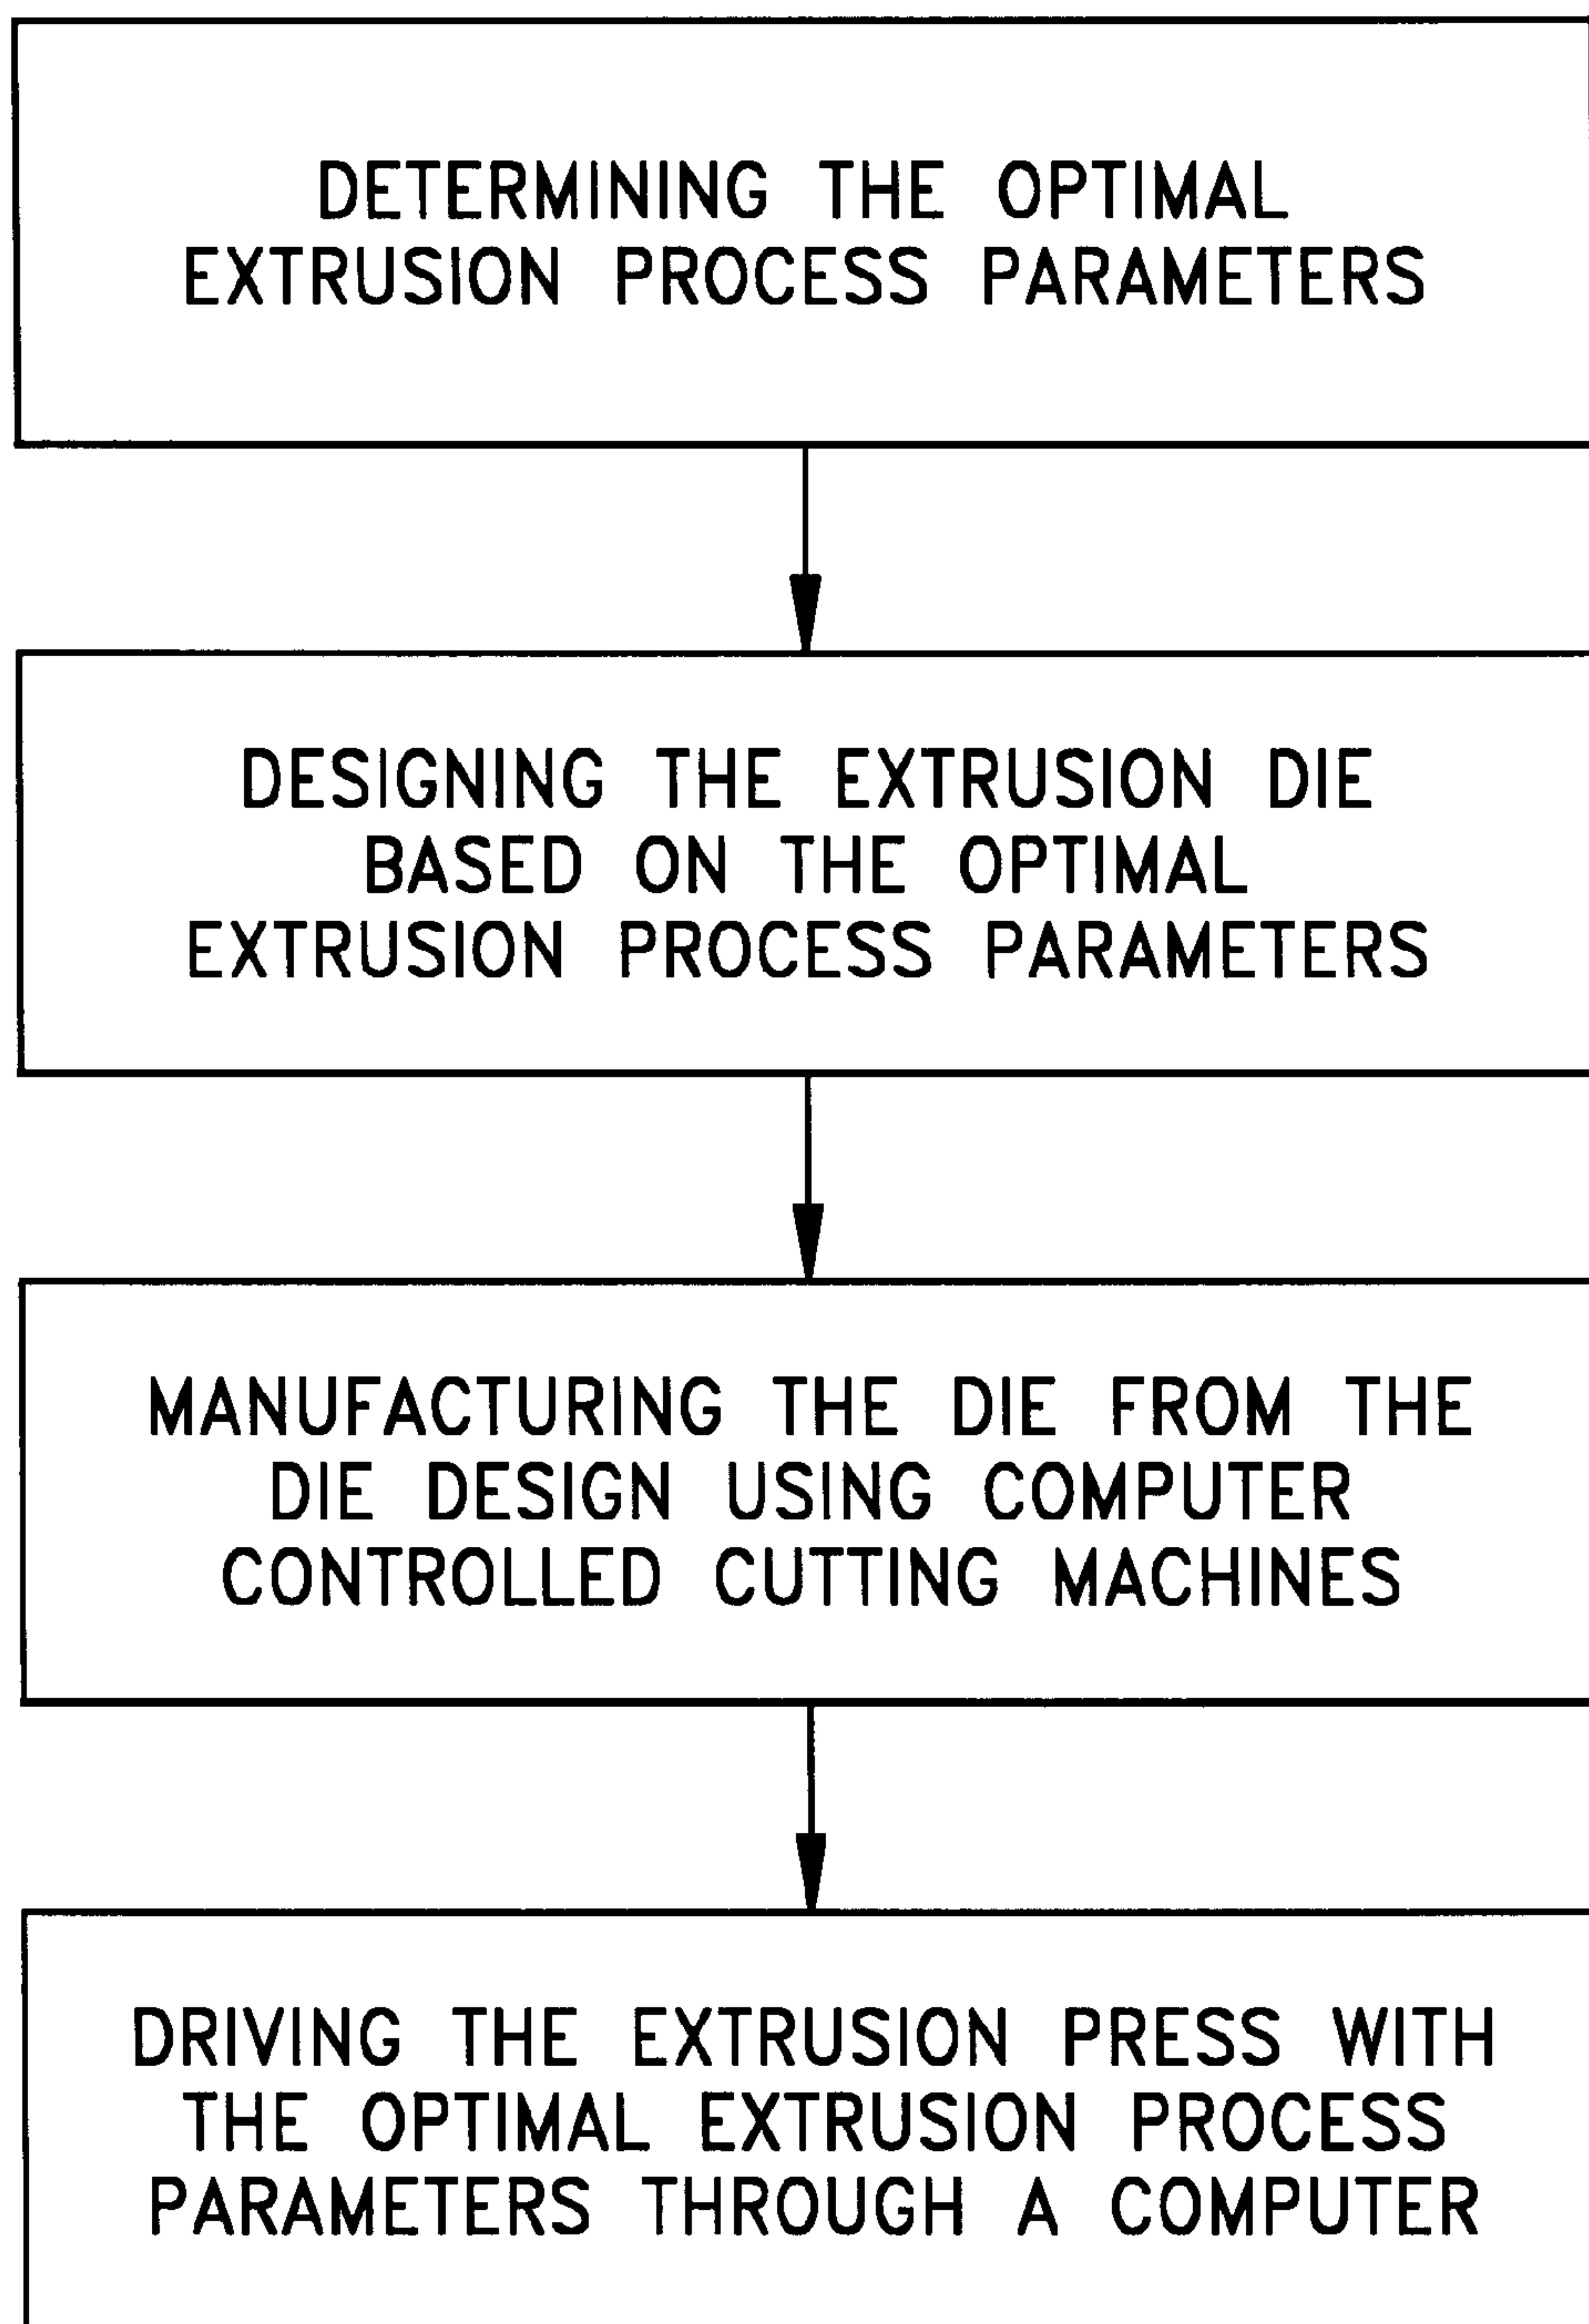 DETERMINING THE OPTIMAL
EXTRUSION PROCESS PARAMETERS
DESIGNING THE EXTRUSION DIE
BASED ON THE OPTIMAL
EXTRUSION PROCESS PARAMETERS
MANUFACTURING THE DIE FROM THE
DIE DESIGN USING COMPUTER
CONTROLLED CUTTING MACHINES
DRIVING THE EXTRUSION PRESS WITH
THE OPTIMAL EXTRUSION PROCESS
PARAMETERS THROUGH A COMPUTER